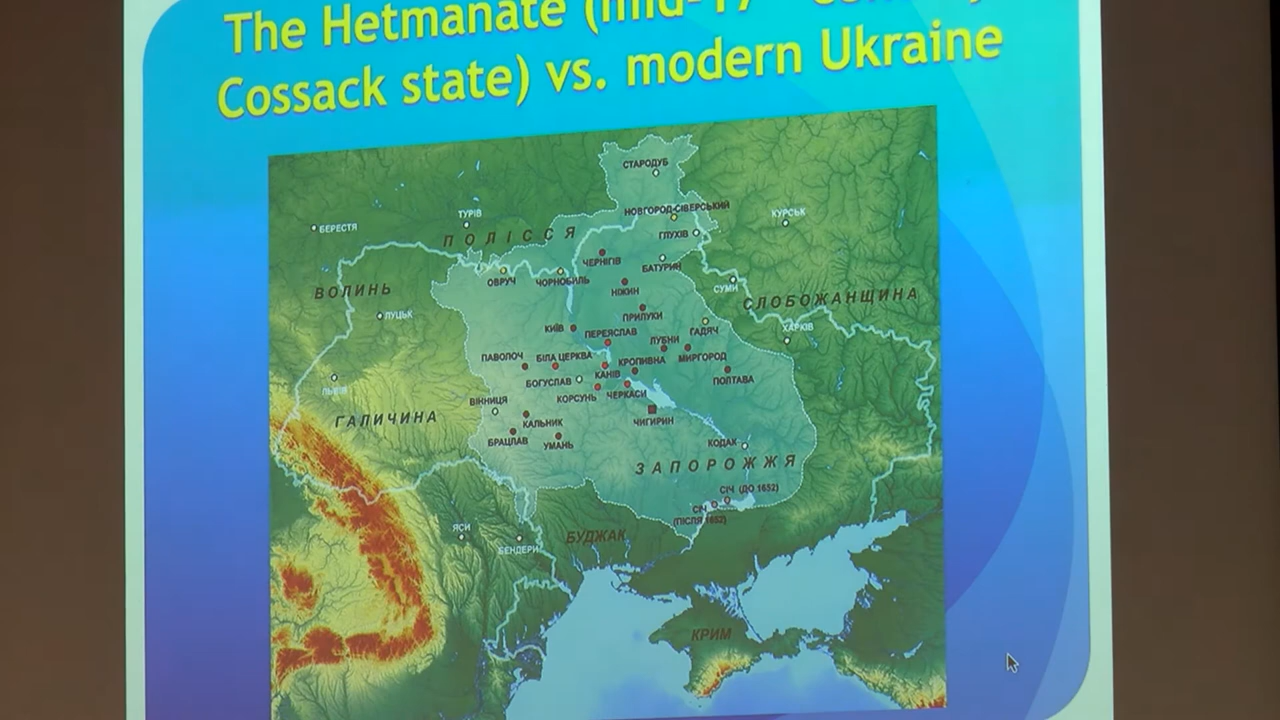 The Hetmanate (mid-17
Cossack state) vs. modern Ukraine
СТАРОДУБ
НОВГОРОД-СІВЕРСЬКИЙ
ТУРІВ
КУРСЬК
БЕРЕСТЯ
ПОЛІССЯ
ГЛУХІВ
ЧЕРНІГІВ
БАТУРИН
ОВРУЧ
ЧОРНОБИЛЬ
ВОЛИНЬ
НІЖИН
СУМИ
СЛОБОЖАНЩИНА
ЛУЦЬК
ПРИЛУКИ
КИЇВ
ПЕРЕЯСЛАВ
ГАДЯЧ
ХАРКІВ
ЛУБНИ
ПАВОЛОЧ
БІЛА ЦЕРКВА
КРОПИВНА
МИРГОРОД
КАНІВ
БОГУСЛАВ
ПОЛТАВА
ЛЬВІВ
КОРСУНЬ
ЧЕРКАСИ
ВІННИЦЯ
ГАЛИЧИНА
КАЛЬНИК
ЧИГИРИН
БРАЦЛАВ
УМАНЬ
КОДАК
ЗАПОРОЖЖЯ
СІЧ (ДО 1652)
СІЧ
(ПІСЛЯ 1652)
ЯСИ
БУДЖАК
БЕНДЕРИ
КРИМ